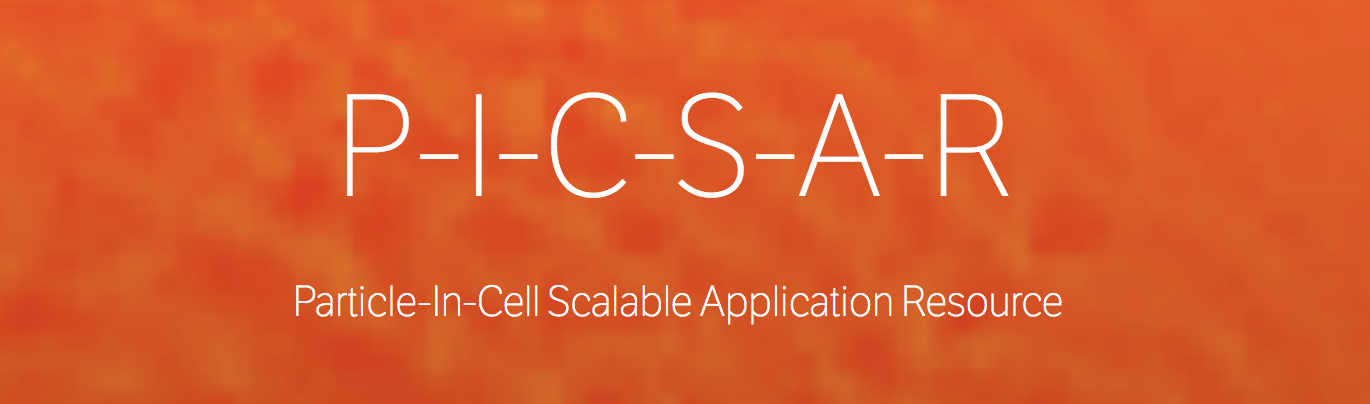 P-I-C-S-A-R
Particle-In-Cell Scalable Application Resource